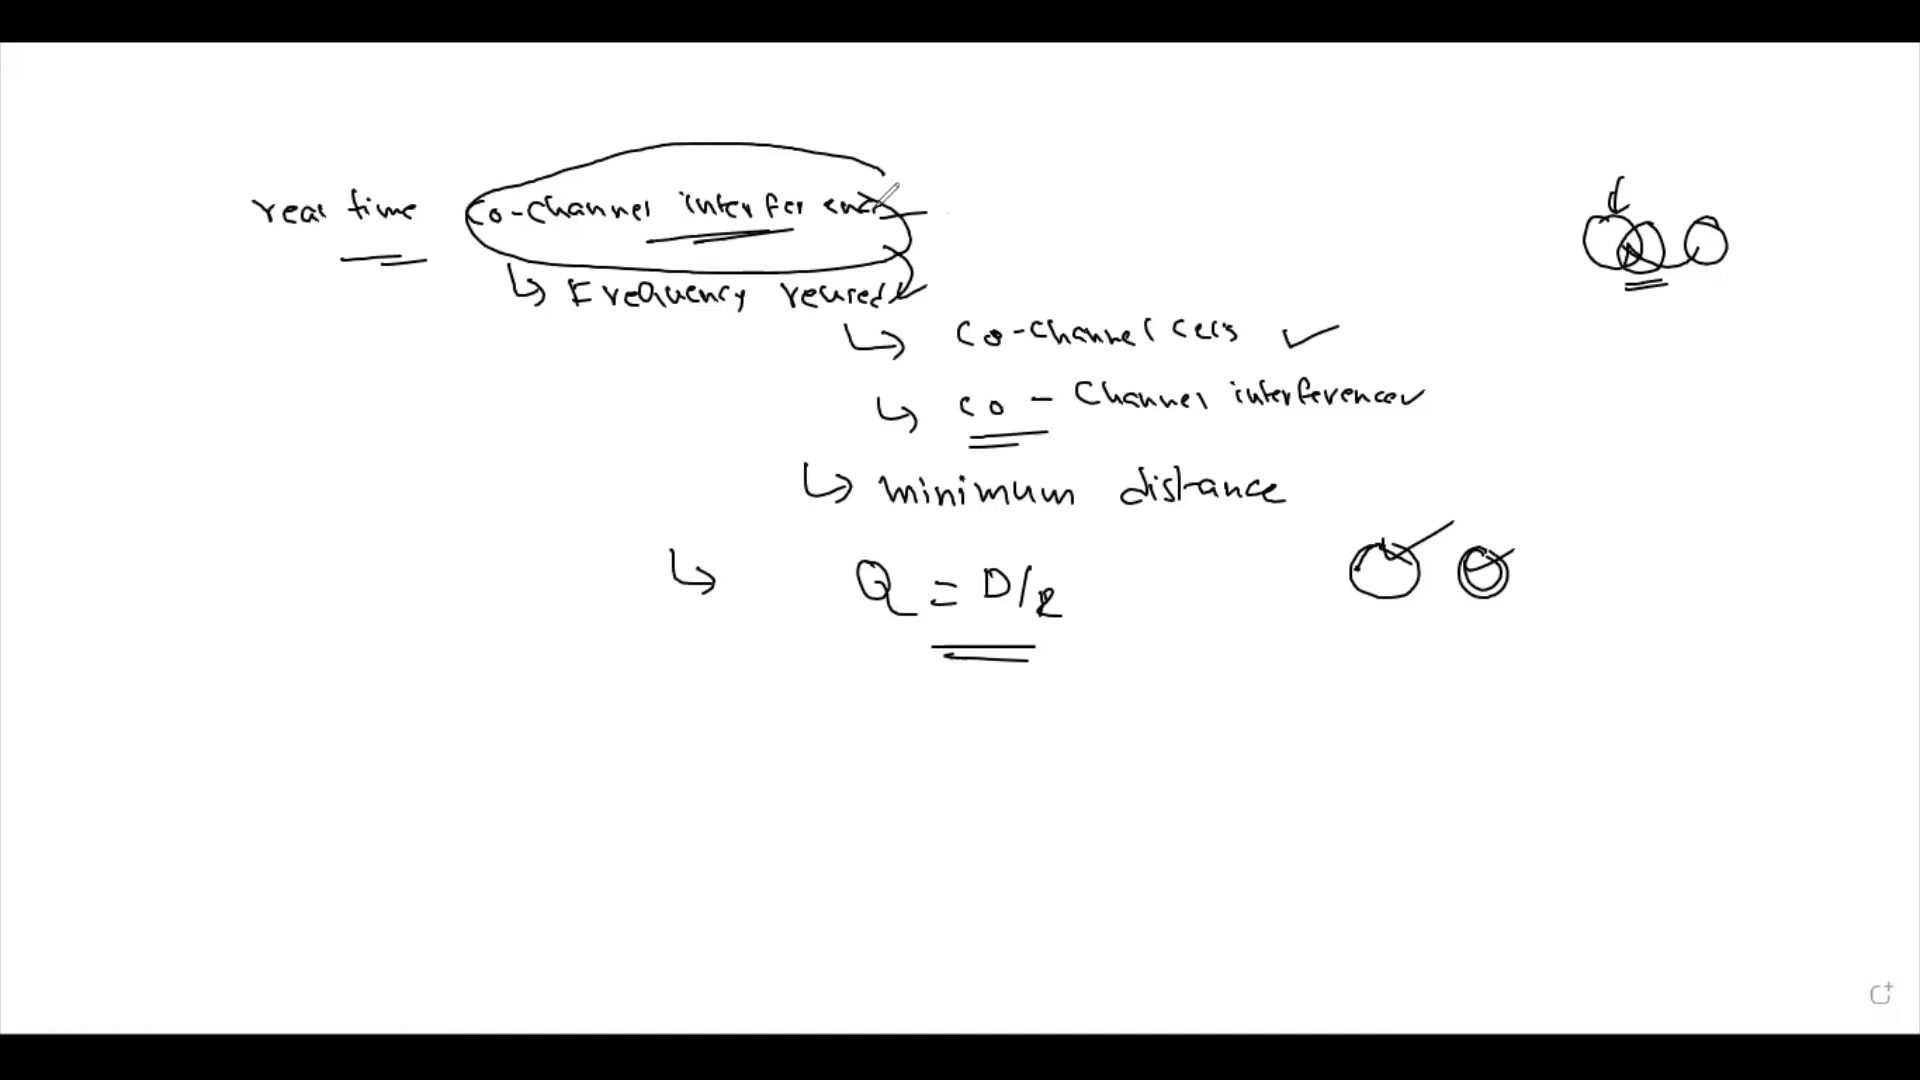 real time co-channel interference
↳ Frequency reused
↳ co-channel cells ✓
↳ co - channel interference
↳ minimum distance
↳ Q = D/R